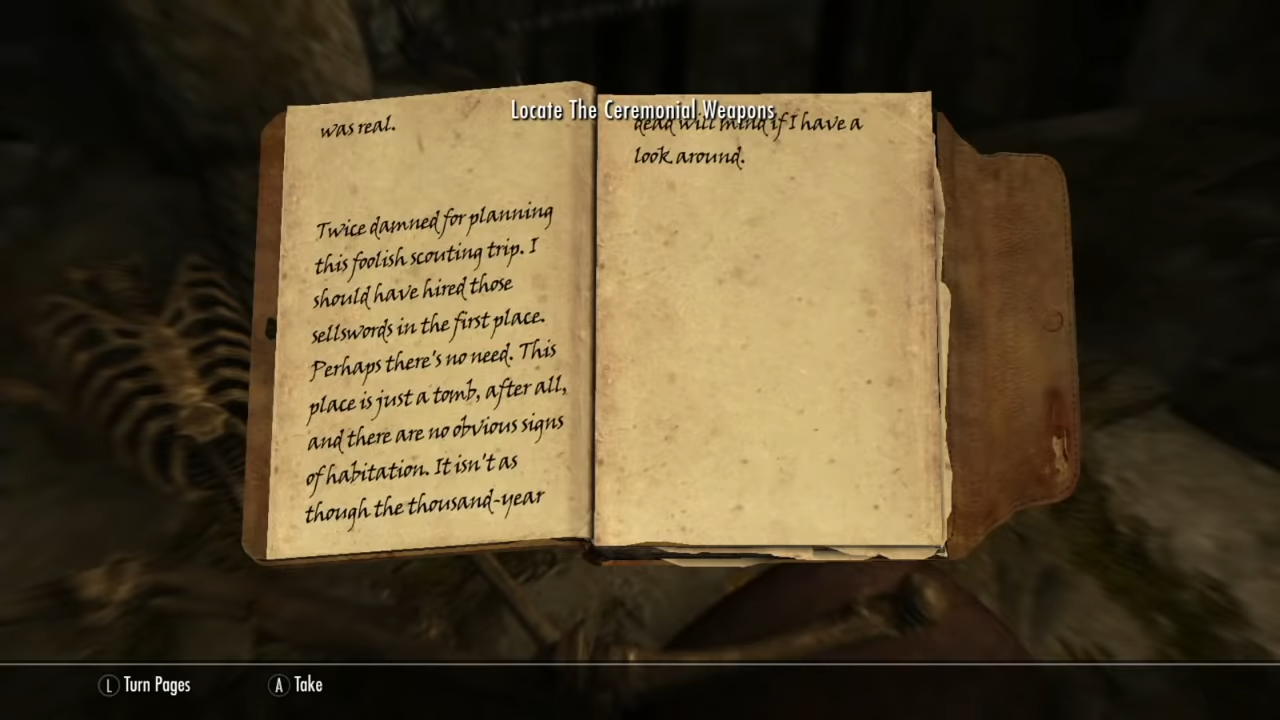 Locate The Ceremonial Weapons
was real.
Twice damned for planning
this foolish scouting trip. I
should have hired those
sellswords in the first place.
Perhaps there's no need. This
place is just a tomb, after all,
and there are no obvious signs
of habitation. It isn't as
though the thousand-year
dead will mind if I have a
look around.
L Turn Pages
A Take